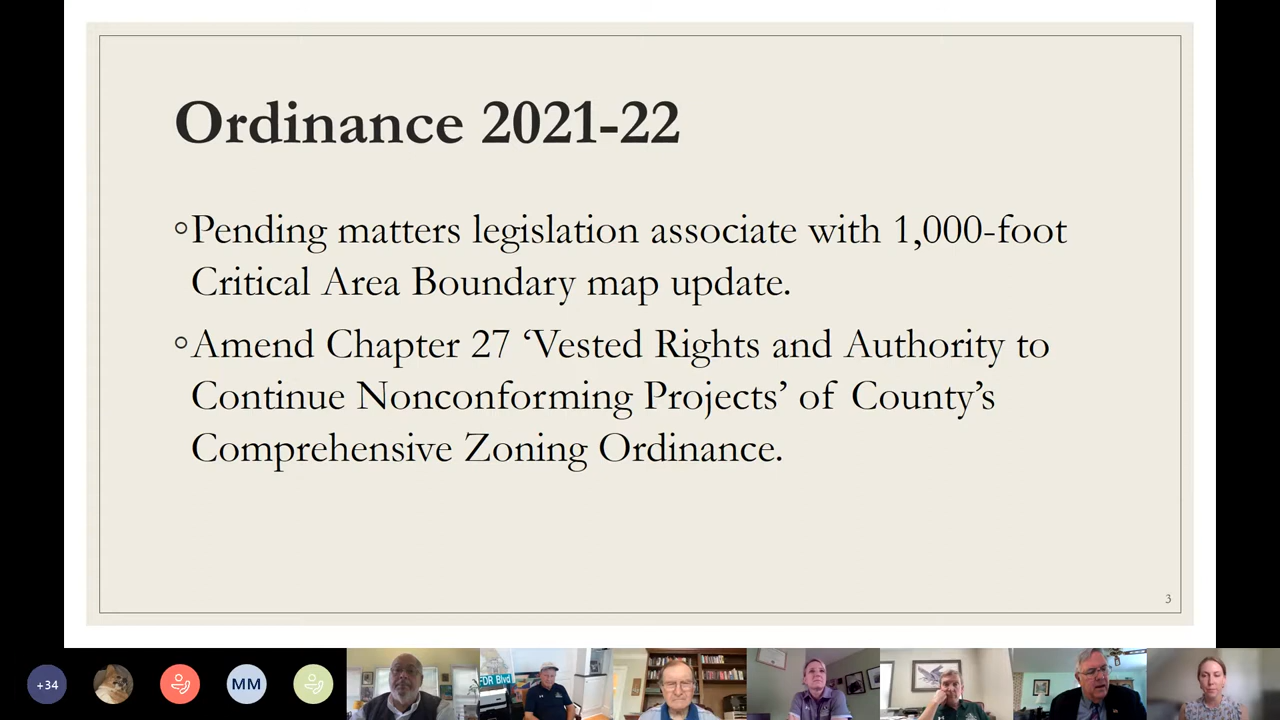 Ordinance 2021-22
Pending matters legislation associate with 1,000-foot
Critical Area Boundary map update.
Amend Chapter 27 ‘Vested Rights and Authority to
Continue Nonconforming Projects’ of County’s
Comprehensive Zoning Ordinance.
3
+34
MM
FDR Blvd